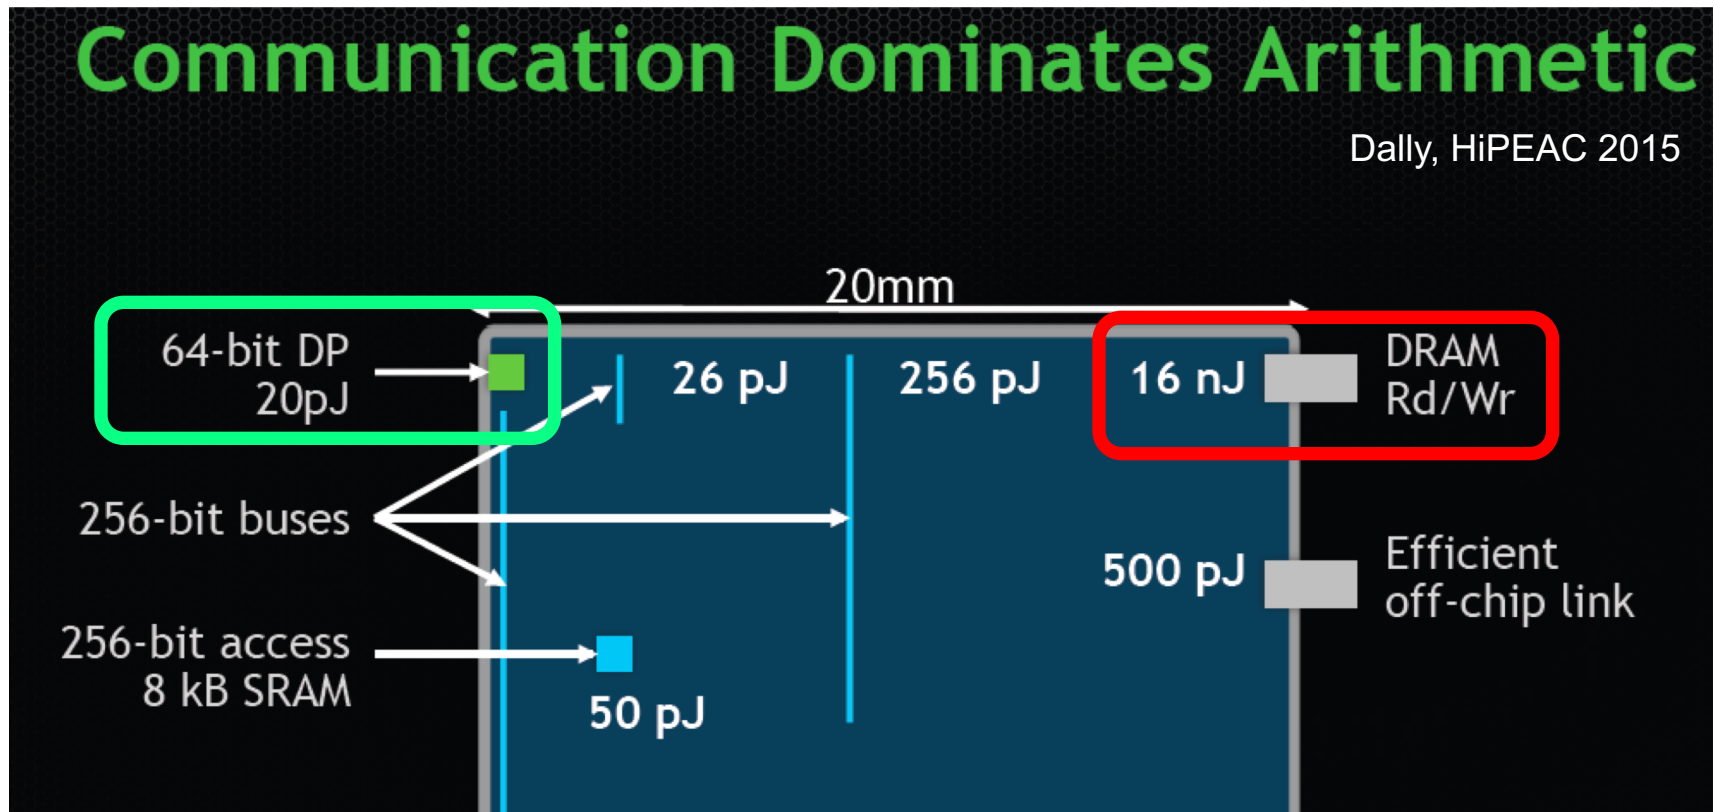 Communication Dominates Arithmetic
Dally, HiPEAC 2015
20mm
64-bit DP
20pJ
26 pJ
256 pJ
16 nJ
DRAM
Rd/Wr
256-bit buses
500 pJ
Efficient
off-chip link
256-bit access
8 kB SRAM
50 pJ